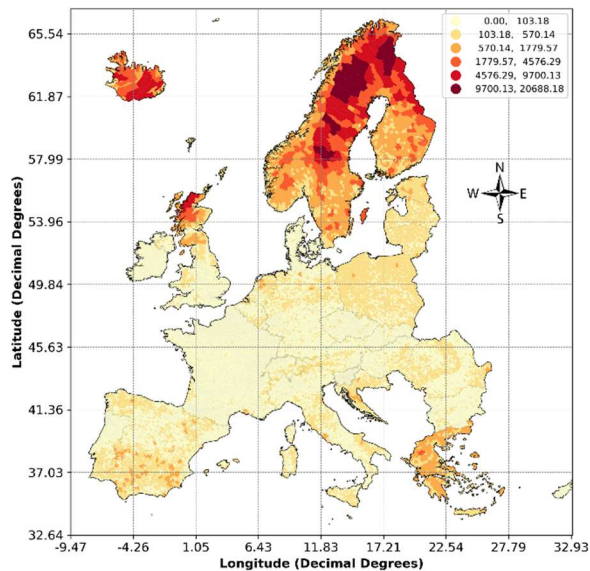 65.54
0.00, 103.18
103.18, 570.14
570.14, 1779.57
1779.57, 4576.29
4576.29, 9700.13
9700.13, 20688.18
61.87
57.99
N
W E
S
53.96
49.84
45.63
41.36
37.03
32.64
Latitude (Decimal Degrees)
-9.47 -4.26 1.05 6.43 11.83 17.21 22.54 27.79 32.93
Longitude (Decimal Degrees)